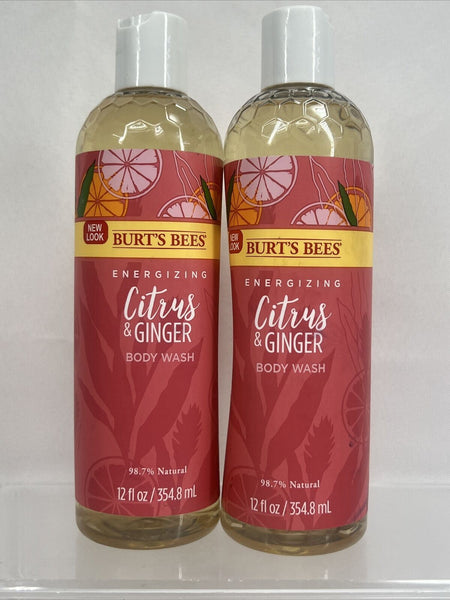 NEW
LOOK
BURT'S BEES®
ENERGIZING
Citrus
& GINGER
BODY WASH
98.7% Natural
12 fl oz / 354.8 mL
NEW
LOOK
BURT'S BEES®
ENERGIZING
Citrus
& GINGER
BODY WASH
98.7% Natural
12 fl oz / 354.8 mL